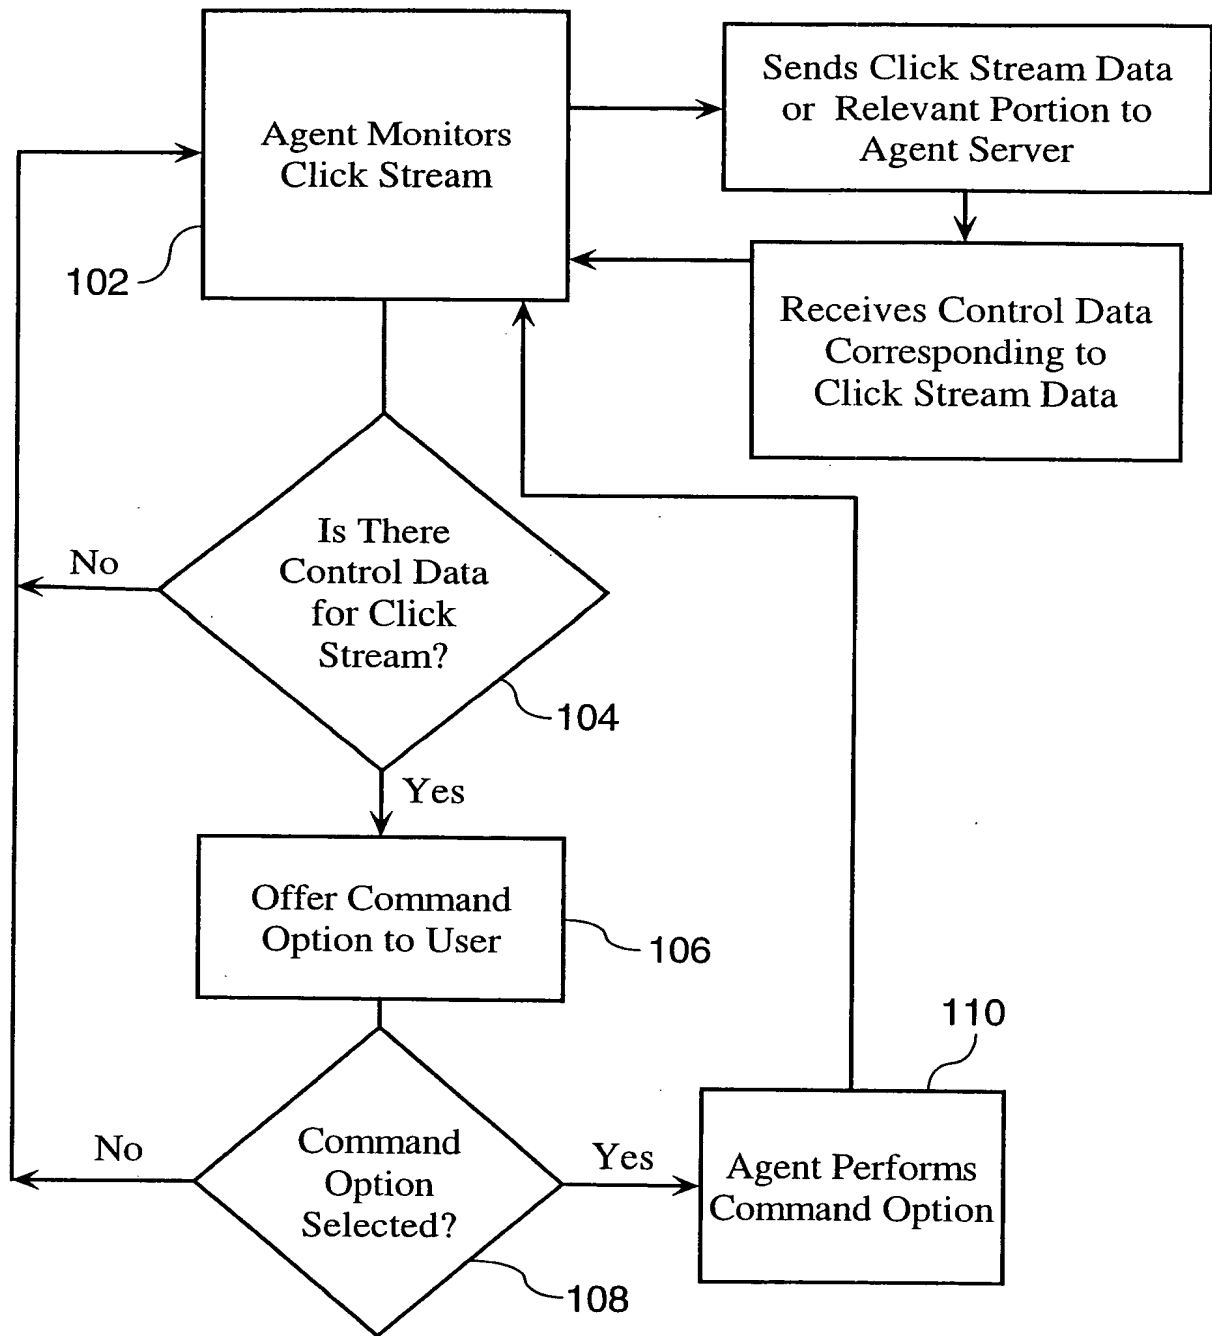 Agent Monitors
Click Stream
102
Sends Click Stream Data
or Relevant Portion to
Agent Server
Receives Control Data
Corresponding to
Click Stream Data
Is There
Control Data
for Click
Stream?
No
104
Yes
Offer Command
Option to User
106
Command
Option
Selected?
No
Yes
108
110
Agent Performs
Command Option